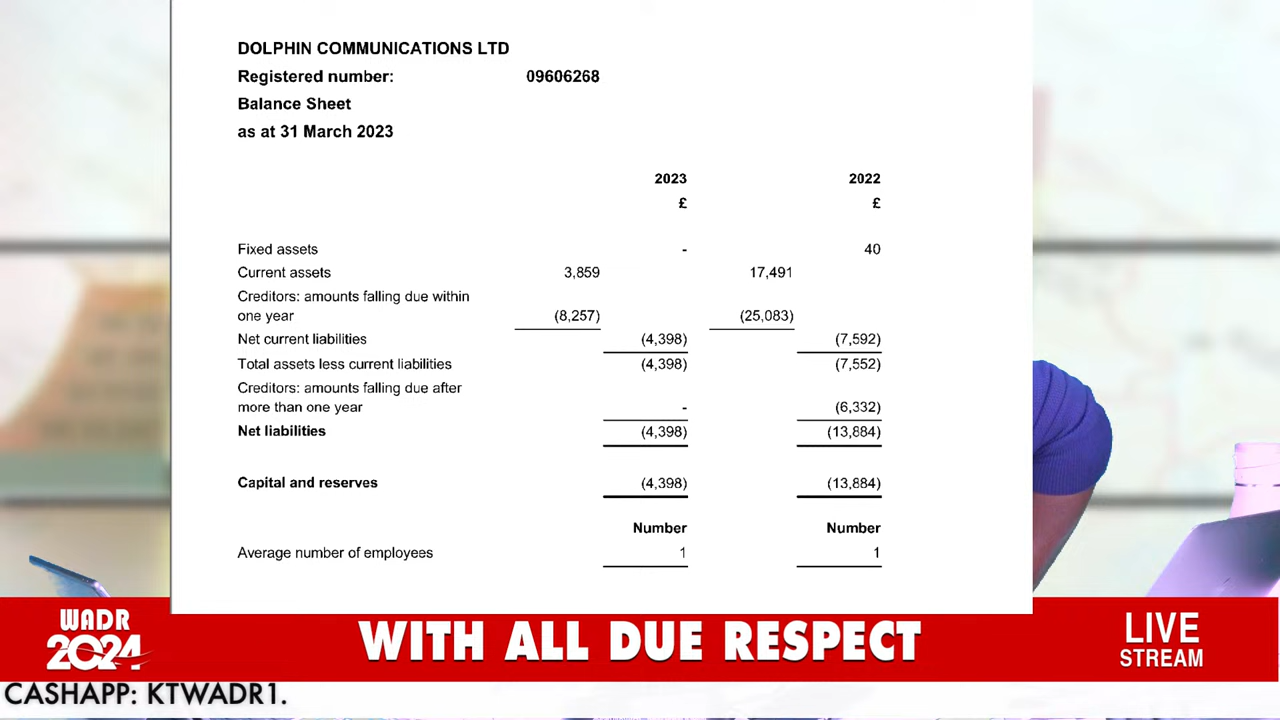 DOLPHIN COMMUNICATIONS LTD
Registered number: 09606268
Balance Sheet
as at 31 March 2023
2023 2022
£ £
Fixed assets - 40
Current assets 3,859 17,491
Creditors: amounts falling due within
one year (8,257) (25,083)
Net current liabilities (4,398) (7,592)
Total assets less current liabilities (4,398) (7,552)
Creditors: amounts falling due after
more than one year - (6,332)
Net liabilities (4,398) (13,884)
Capital and reserves (4,398) (13,884)
Number Number
Average number of employees 1 1
WADR
2024
WITH ALL DUE RESPECT
LIVE
STREAM
CASHAPP: KTWADR1.